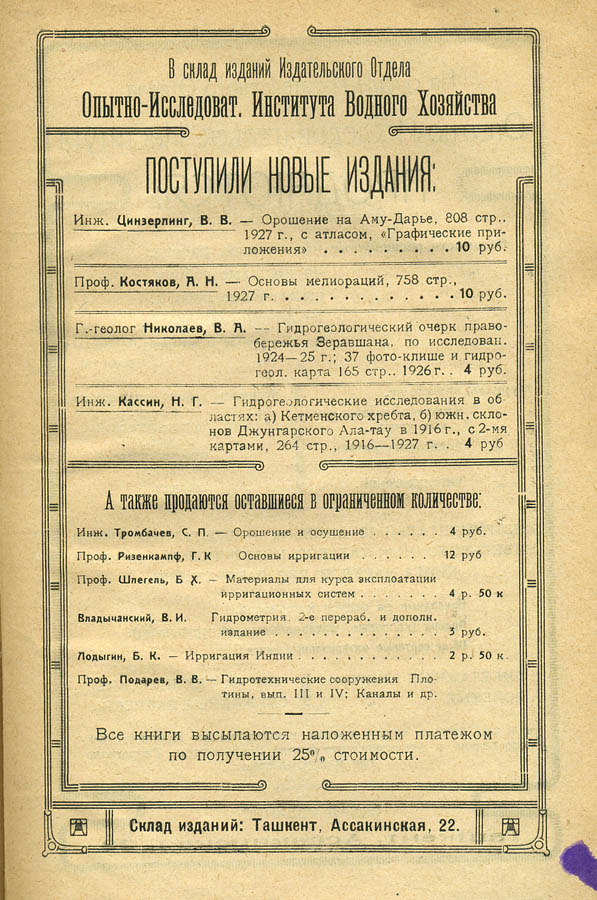 В склад изданий Издательского Отдела
Опытно-Исследоват. Института Водного Хозяйства
ПОСТУПИЛИ НОВЫЕ ИЗДАНИЯ:
Инж. Цинзерлинг, В. В. — Орошение на Аму-Дарье, 808 стр.,
1927 г., с атласом, «Графические при-
ложения» . . . . . . . . . 10 руб.
Проф. Костяков, А. Н. — Основы мелиораций, 758 стр.,
1927 г. . . . . . . . . . . . . 10 руб.
Г.-геолог Николаев, В. А. — Гидрогеологический очерк право-
бережья Зеравшана, по исследован.
1924—25 г.; 37 фото-клише и гидро-
геол. карта 165 стр.. 1926 г. . 4 руб.
Инж. Кассин, Н. Г. — Гидрогеологические исследования в об
ластях: а) Кетменского хребта, б) южн. скло-
нов Джунгарского Ала-тау в 1916 г., с 2-мя
картами, 264 стр., 1916—1927 г. . 4 руб
А также продаются оставшиеся в ограниченном количестве:
Инж. Тромбачев, С. П. — Орошение и осушение . . . . . . 4 руб.
Проф. Ризенкампф, Г. К Основы ирригации . . . . . . 12 руб
Проф. Шлегель, Б Х. — Материалы для курса эксплоатации
ирригационных систем . . . . . . . . 4 р. 50 к
Владычанский, В. И. Гидрометрия. 2-е перераб. и дополн.
издание . . . . . . . . . . . . . . 3 руб.
Лодыгин, Б. К. — Ирригация Индии . . . . . . . . . . . . 2 р. 50 к.
Проф. Подарев, В. В. — Гидротехнические сооружения Пло-
тины, вып. III и IV; Каналы и др.
Все книги высылаются наложенным платежом
по получении 25% стоимости.
Склад изданий: Ташкент, Ассакинская, 22.